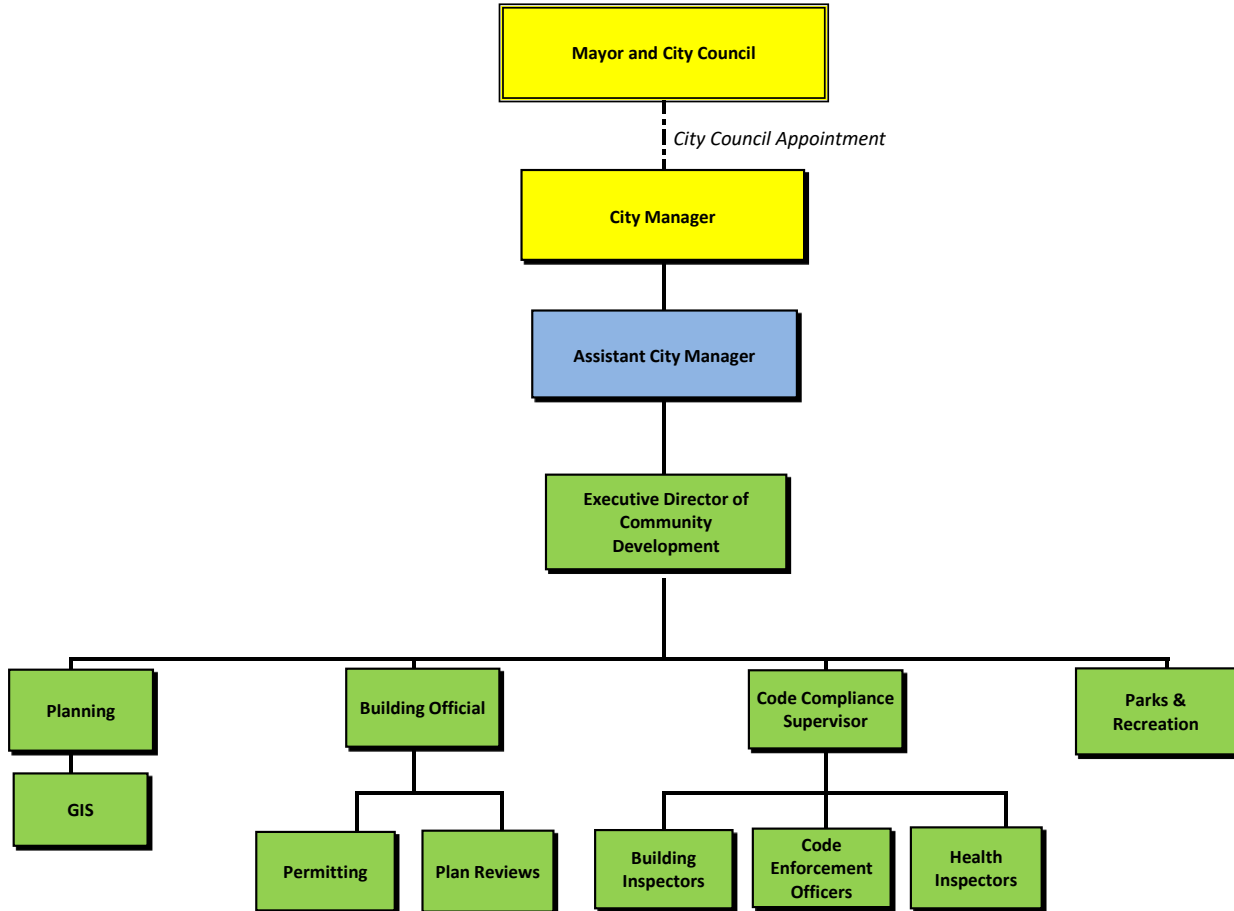 Mayor and City Council
City Council Appointment
City Manager
Assistant City Manager
Executive Director of
Community
Development
Planning
Building Official
Code Compliance
Supervisor
Parks &
Recreation
GIS
Permitting
Plan Reviews
Building
Inspectors
Code
Enforcement
Officers
Health
Inspectors